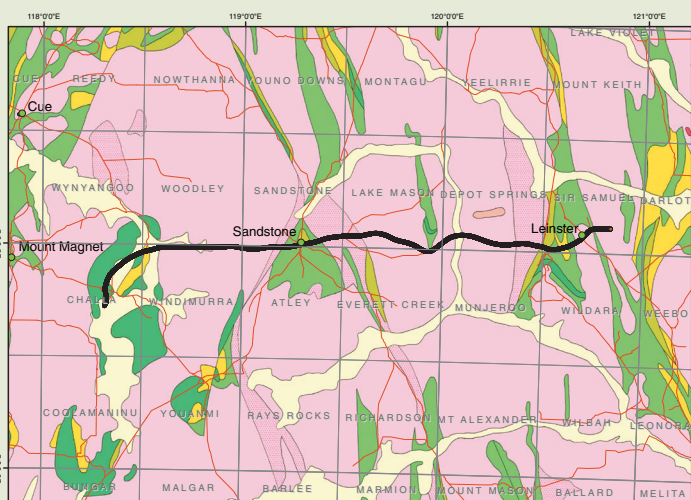 118°0'0"E 119°0'0"E 120°0'0"E 121°0'0"E
LAKE VIOLET
CUE REEDY NOWTHANNA YOUNO DOWNS MONTAGU YEELIRRIE MOUNT KEITH
Cue
WYNYANGOO WOODLEY SANDSTONE LAKE MASON DEPOT SPRINGS SIR SAMUEL DARLOT
Sandstone Leinster
Mount Magnet
CHALLA WINDIMURRA ATLEY EVERETT CREEK MUNJEROO WILDARA WEEBO
COOLAMANINU YOUANMI RAYS ROCKS RICHARDSON MT ALEXANDER WILBAH LEONORA
BUNGAR MALGAR BARLEE MARMION MOUNT MASON BALLARD MELITA